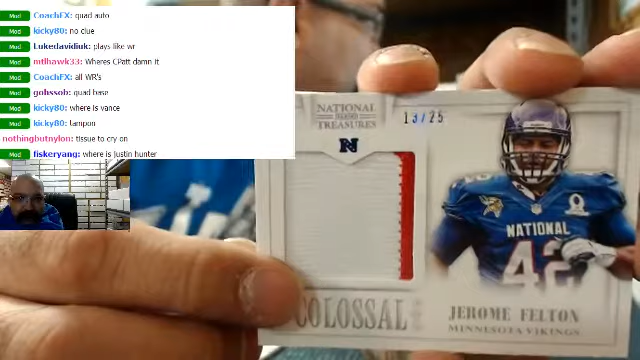 Mod CoachFX: quad auto
Mod kicky80: no clue
Mod Lukedavidiuk: plays like wr
Mod mtlhawk33: Wheres CPatt damn it
Mod CoachFX: all WR's
Mod gohssob: quad base
Mod kicky80: where is vance
Mod kicky80: tampon
nothingbutnylon: tissue to cry on
Mod fiskeryang: where is justin hunter
NATIONAL
TREASURES
N
13/25
NATIONAL
42
COLOSSAL
JEROME FELTON
MINNESOTA VIKINGS